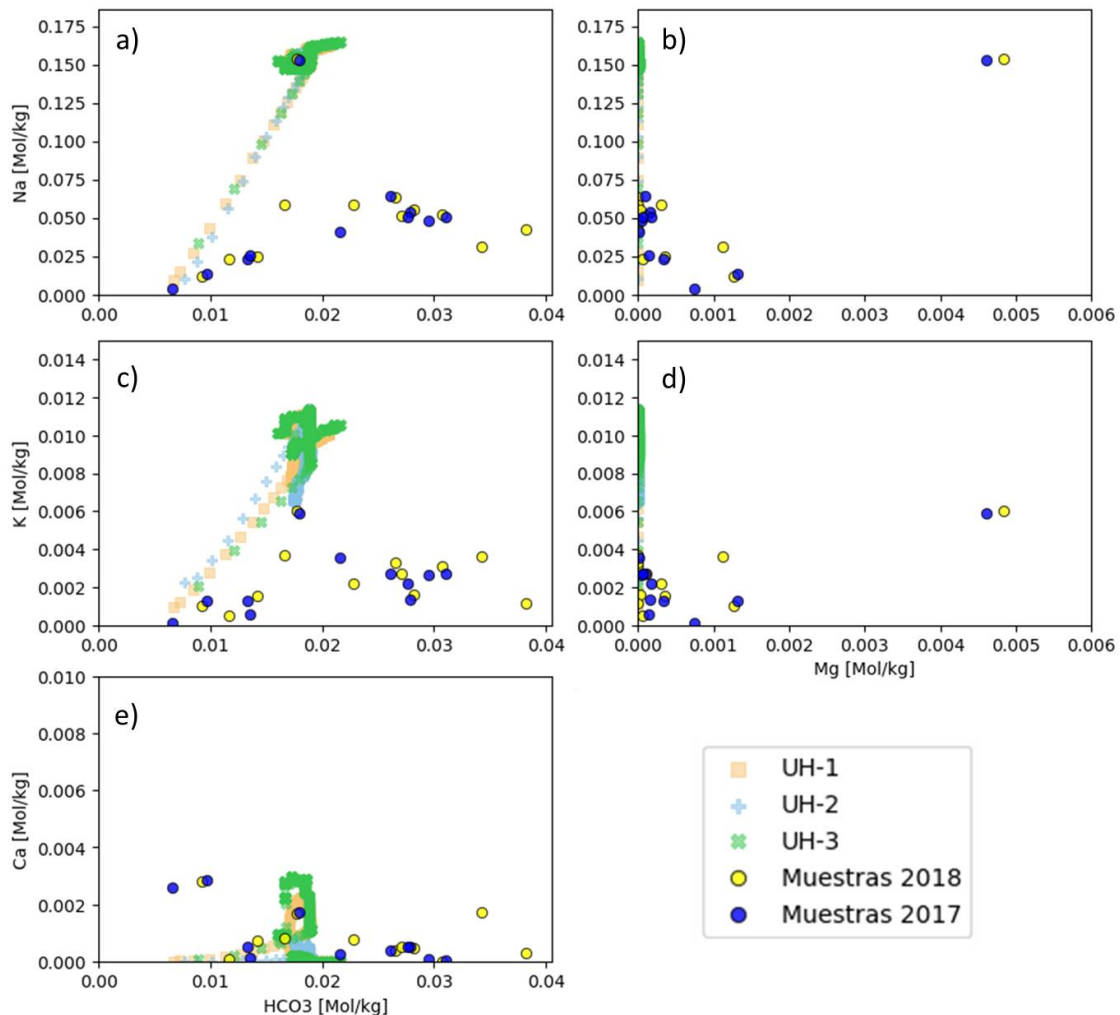 a)
0.175
0.150
0.125
0.100
0.075
0.050
0.025
0.000
Na [Mol/kg]
0.00 0.01 0.02 0.03 0.04
b)
0.175
0.150
0.125
0.100
0.075
0.050
0.025
0.000
0.000 0.001 0.002 0.003 0.004 0.005 0.006
c)
0.014
0.012
0.010
0.008
0.006
0.004
0.002
0.000
K [Mol/kg]
0.00 0.01 0.02 0.03 0.04
d)
0.014
0.012
0.010
0.008
0.006
0.004
0.002
0.000
0.000 0.001 0.002 0.003 0.004 0.005 0.006
Mg [Mol/kg]
e)
0.010
0.008
0.006
0.004
0.002
0.000
Ca [Mol/kg]
0.00 0.01 0.02 0.03 0.04
HCO3 [Mol/kg]
UH-1
UH-2
UH-3
Muestras 2018
Muestras 2017